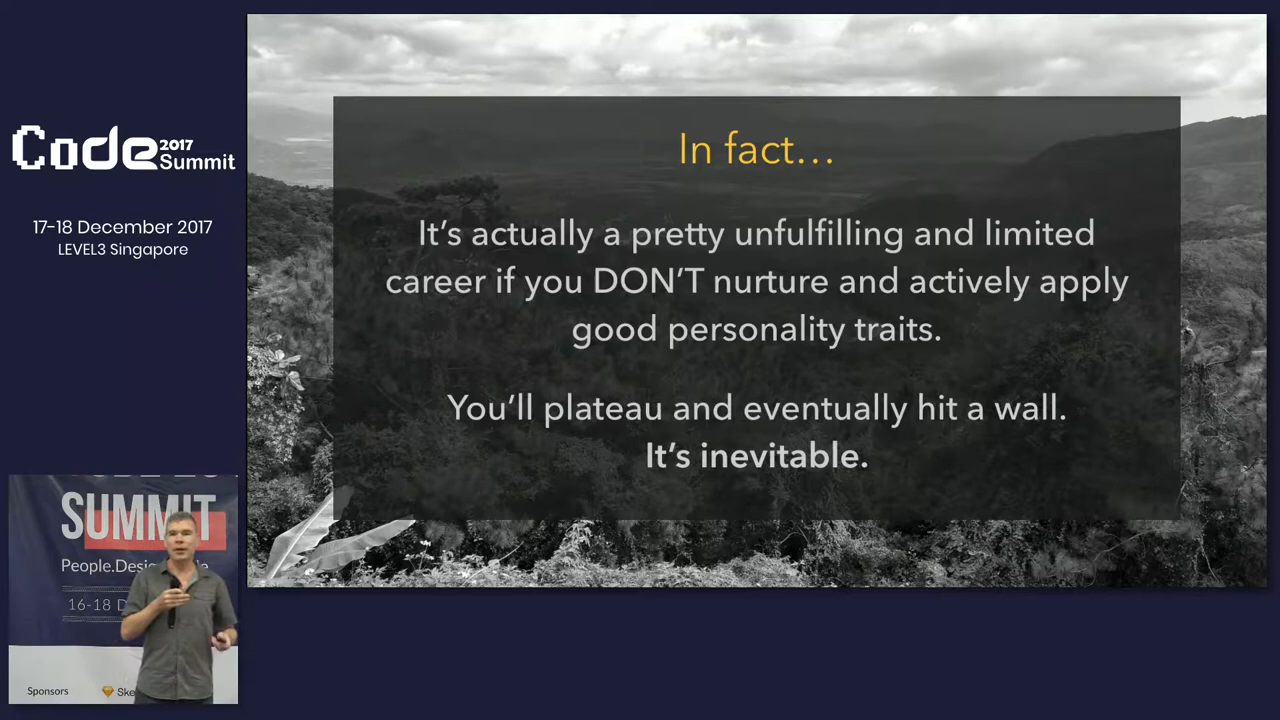 Code 2017 Summit
17-18 December 2017
LEVEL3 Singapore
In fact…
It's actually a pretty unfulfilling and limited
career if you DON'T nurture and actively apply
good personality traits.
You'll plateau and eventually hit a wall.
It's inevitable.
SUMMIT
16-18
Sponsors